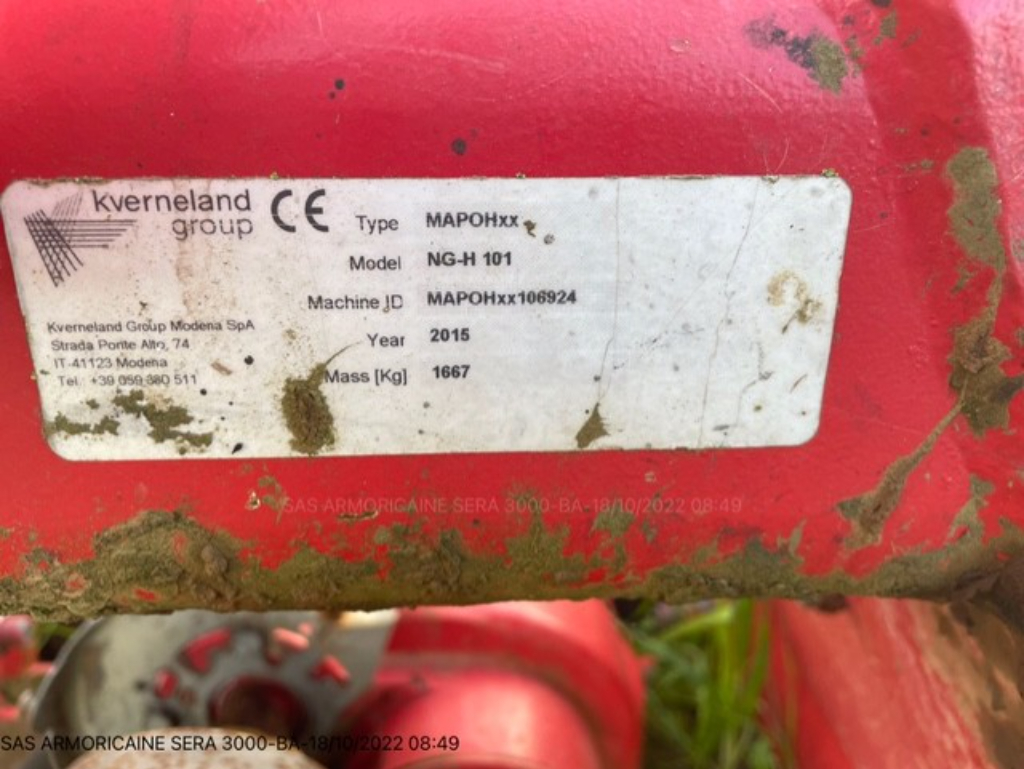 kverneland
group
CE
Type MAPOHxx
Model NG-H 101
Machine ID MAPOHxx106924
Year 2015
Mass [Kg] 1667
Kverneland Group Modena SpA
Strada Ponte Alto, 74
IT-41123 Modena
Tel.: +39 059 880 511
SAS ARMORICAINE SERA 3000-BA-18/10/2022 08:49
SAS ARMORICAINE SERA 3000-BA-18/10/2022 08:49